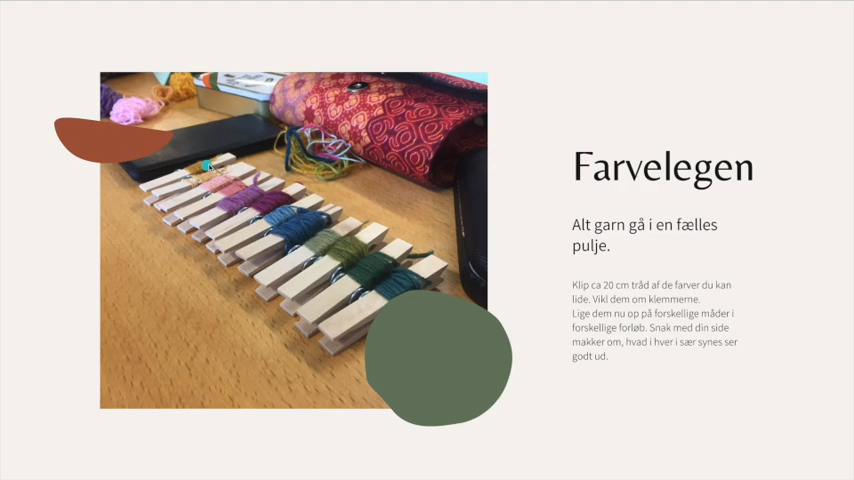 Farvelegen
Alt garn gå i en fælles
pulje.
Klip ca 20 cm tråd af de farver du kan
lide. Vikl dem om klemmerne.
Lige dem nu op på forskellige måder i
forskellige forløb. Snak med din side
makker om, hvad i hver i sær synes ser
godt ud.